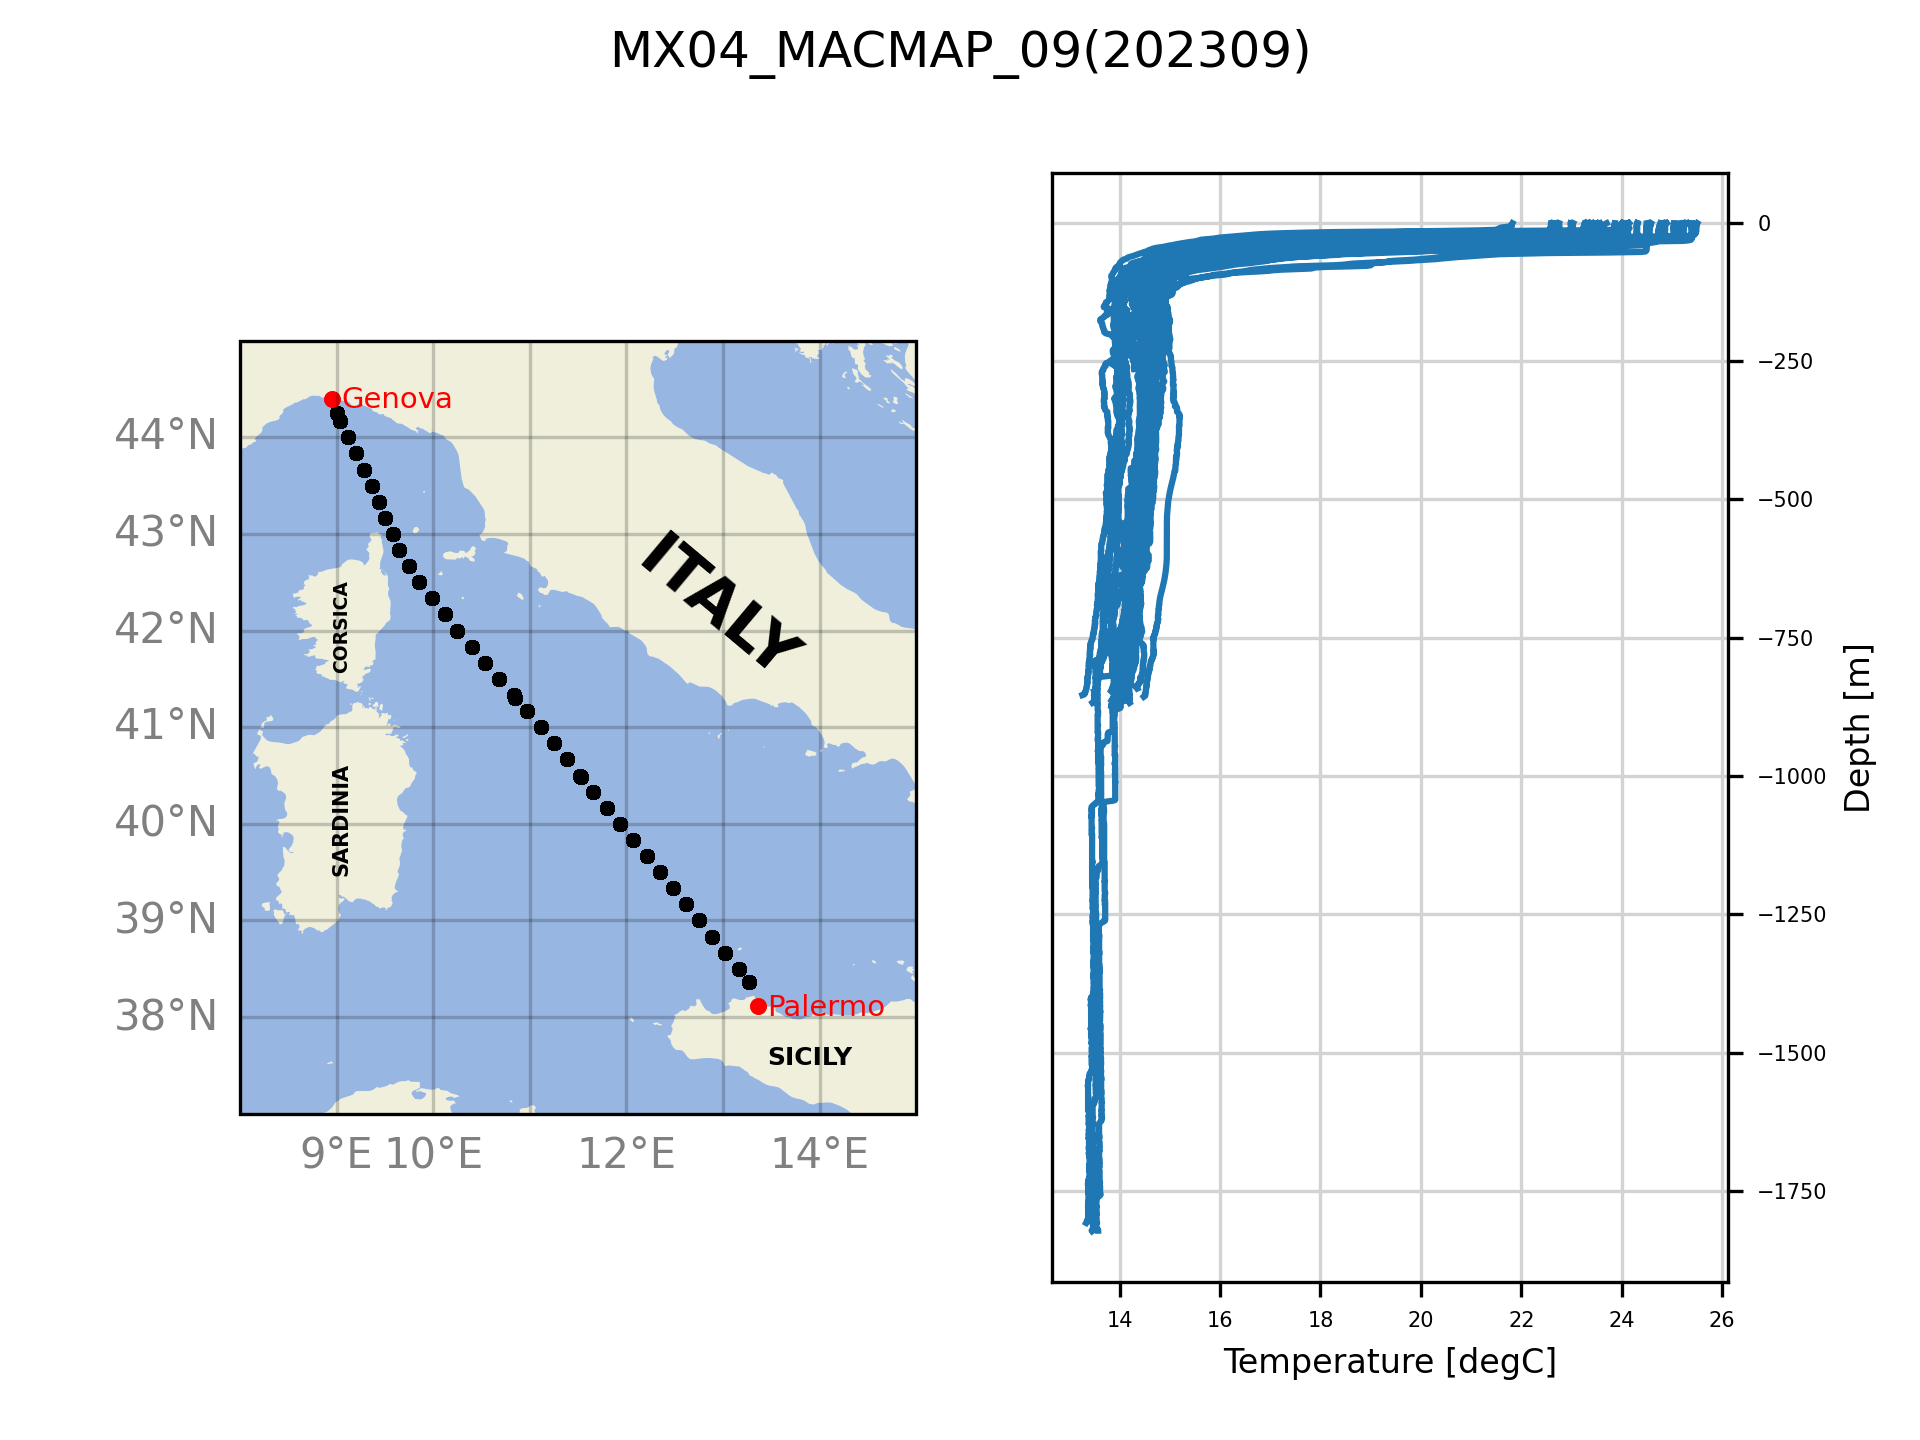 MX04_MACMAP_09(202309)
Genova
44°N
43°N
42°N
41°N
40°N
39°N
38°N
ITALY
CORSICA
SARDINIA
Palermo
SICILY
9°E 10°E 12°E 14°E
0
−250
−500
−750
−1000
−1250
−1500
−1750
Depth [m]
14 16 18 20 22 24 26
Temperature [degC]